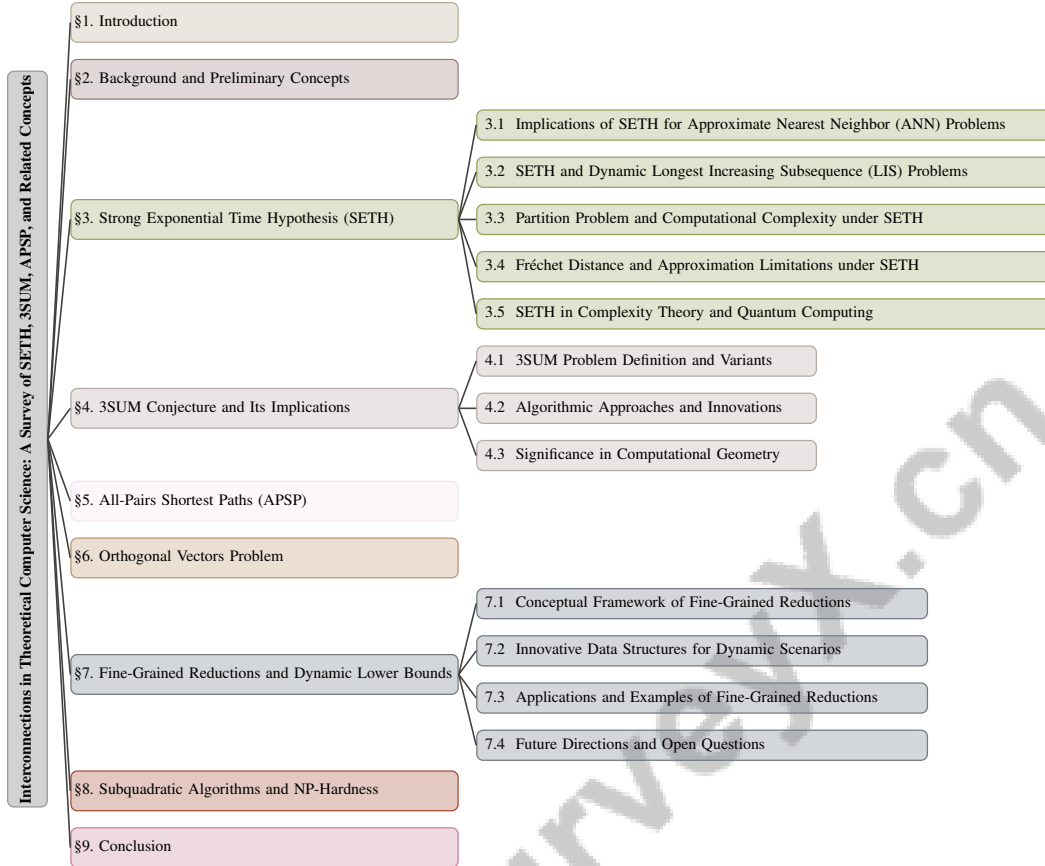 Interconnections in Theoretical Computer Science: A Survey of SETH, 3SUM, APSP, and Related Concepts
§1. Introduction
§2. Background and Preliminary Concepts
§3. Strong Exponential Time Hypothesis (SETH)
3.1 Implications of SETH for Approximate Nearest Neighbor (ANN) Problems
3.2 SETH and Dynamic Longest Increasing Subsequence (LIS) Problems
3.3 Partition Problem and Computational Complexity under SETH
3.4 Fréchet Distance and Approximation Limitations under SETH
3.5 SETH in Complexity Theory and Quantum Computing
§4. 3SUM Conjecture and Its Implications
4.1 3SUM Problem Definition and Variants
4.2 Algorithmic Approaches and Innovations
4.3 Significance in Computational Geometry
§5. All-Pairs Shortest Paths (APSP)
§6. Orthogonal Vectors Problem
§7. Fine-Grained Reductions and Dynamic Lower Bounds
7.1 Conceptual Framework of Fine-Grained Reductions
7.2 Innovative Data Structures for Dynamic Scenarios
7.3 Applications and Examples of Fine-Grained Reductions
7.4 Future Directions and Open Questions
§8. Subquadratic Algorithms and NP-Hardness
§9. Conclusion
urveyx.cn